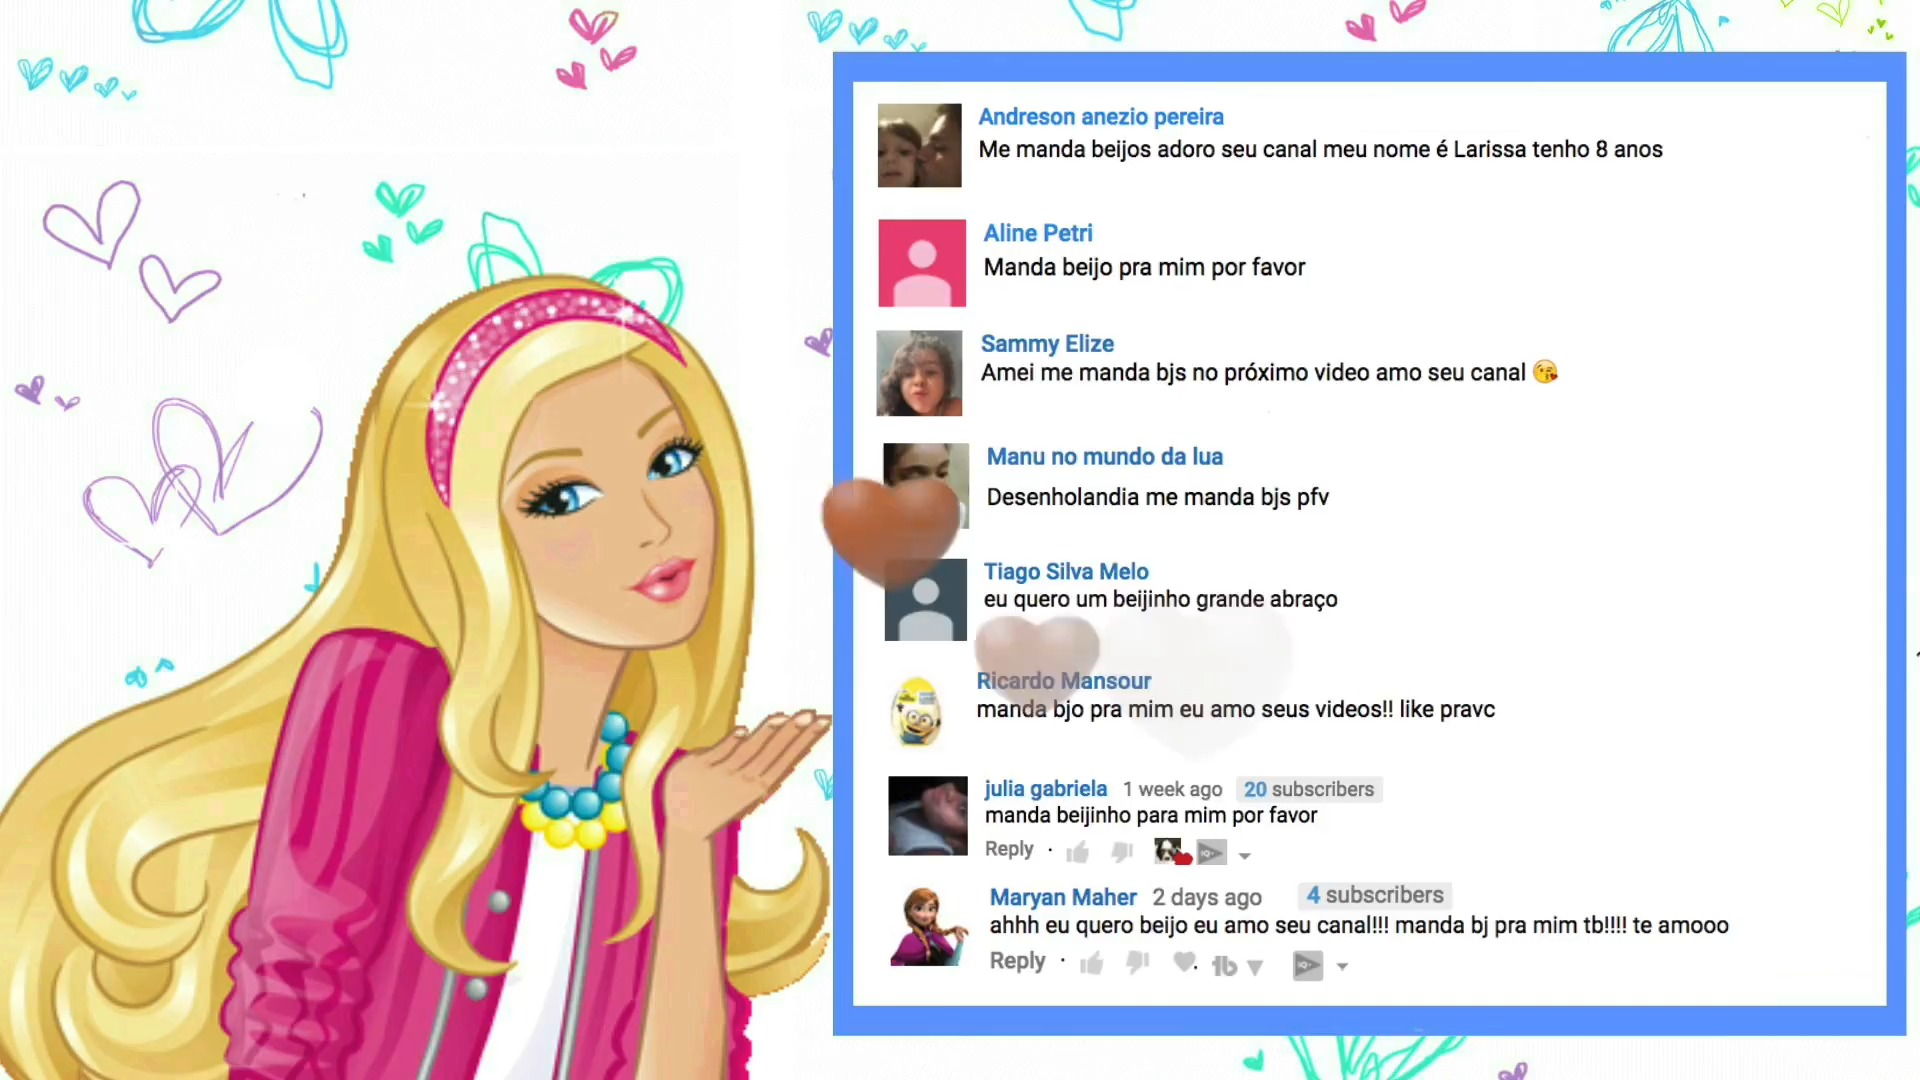 Andreson anezio pereira
Me manda beijos adoro seu canal meu nome é Larissa tenho 8 anos
Aline Petri
Manda beijo pra mim por favor
Sammy Elize
Amei me manda bjs no próximo video amo seu canal 😘
Manu no mundo da lua
Desenholandia me manda bjs pfv
Tiago Silva Melo
eu quero um beijinho grande abraço
Ricardo Mansour
manda bjo pra mim eu amo seus videos!! like pravc
julia gabriela 1 week ago 20 subscribers
manda beijinho para mim por favor
Reply ·
Maryan Maher 2 days ago 4 subscribers
ahhh eu quero beijo eu amo seu canal!!! manda bj pra mim tb!!!! te amooo
Reply · tb